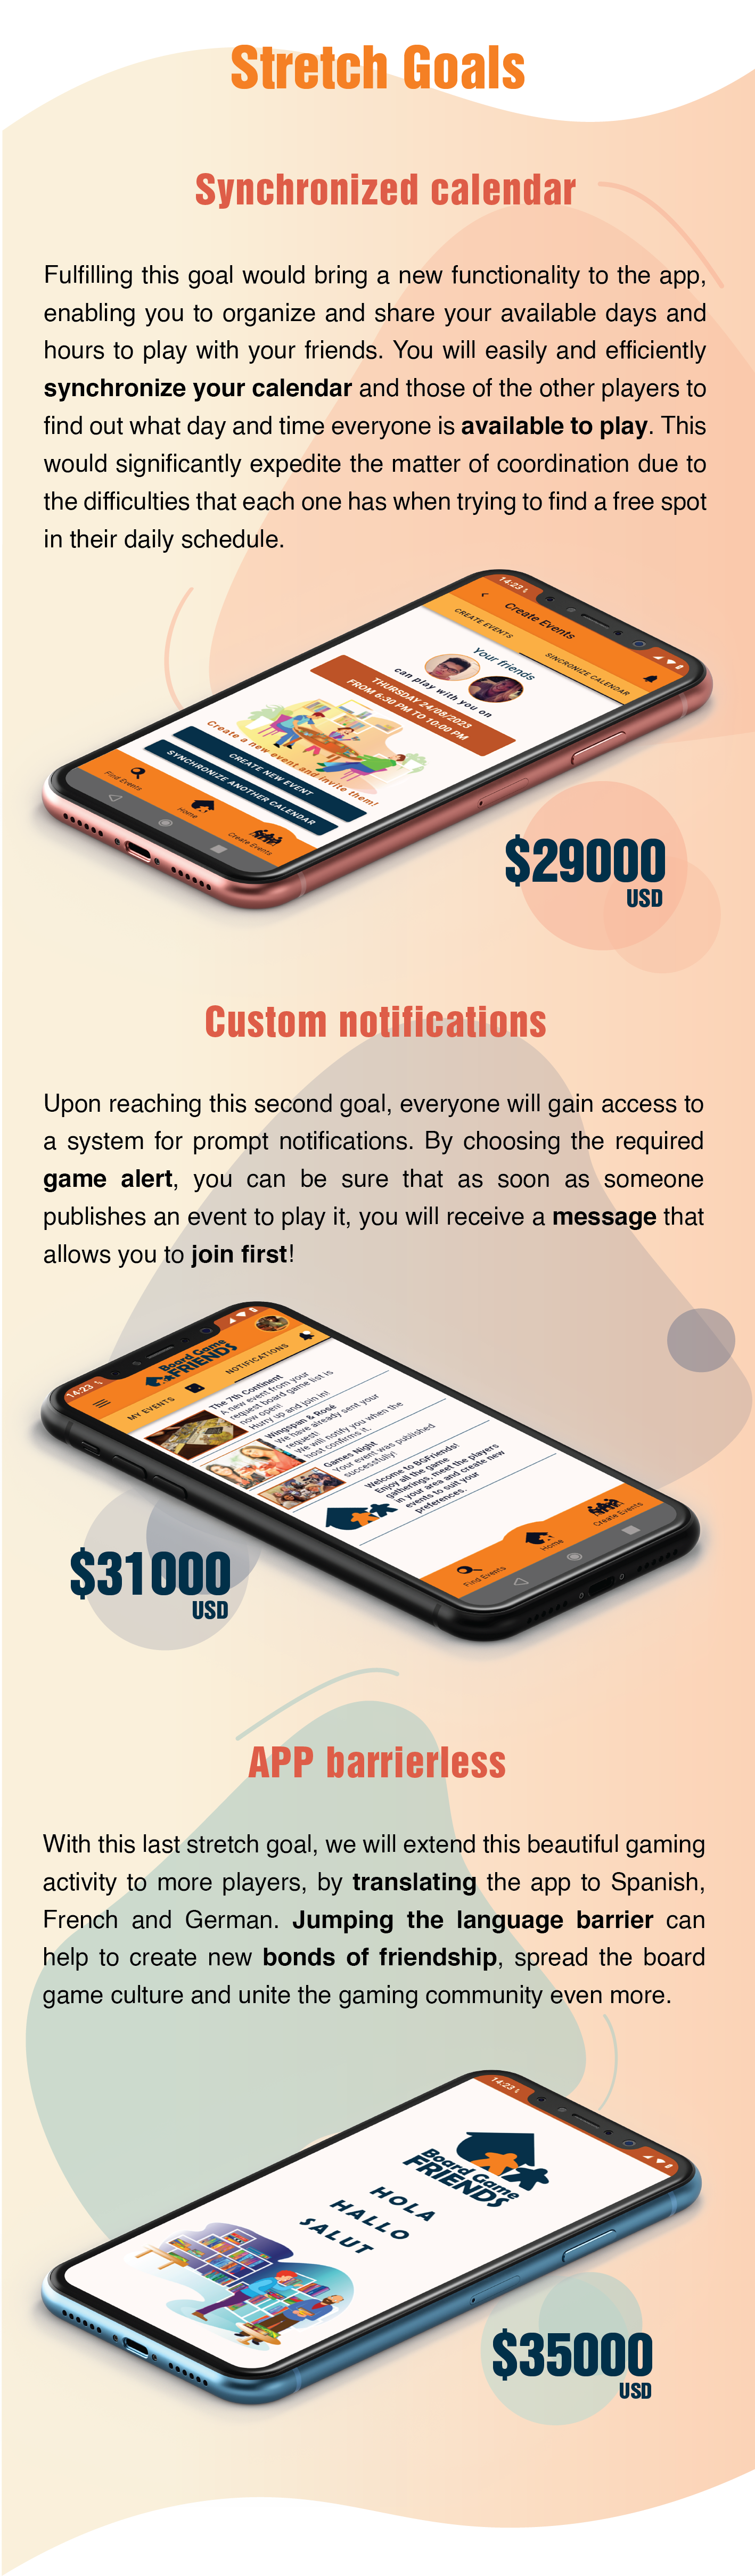 Stretch Goals
Synchronized calendar
Fulfilling this goal would bring a new functionality to the app,
enabling you to organize and share your available days and
hours to play with your friends. You will easily and efficiently
synchronize your calendar and those of the other players to
find out what day and time everyone is available to play. This
would significantly expedite the matter of coordination due to
the difficulties that each one has when trying to find a free spot
in their daily schedule.
14:23
Create Events
CREATE EVENTS
SINCRONIZE CALENDAR
Your friends
can play with you on
THURSDAY 24/08/2023
FROM 6:30 PM TO 10:00 PM
Create a new event and invite them!
CREATE NEW EVENT
SYNCHRONIZE ANOTHER CALENDAR
Find Events
Home
Create Events
$29000
USD
Custom notifications
Upon reaching this second goal, everyone will gain access to
a system for prompt notifications. By choosing the required
game alert, you can be sure that as soon as someone
publishes an event to play it, you will receive a message that
allows you to join first!
14:23
Board Game
FRIENDS
MY EVENTS
NOTIFICATIONS
The 7th Continent
A new event from your
request board game list is
now open!
Hurry up and join in!
Wingspan & Rosé
We have already sent your
request!
We will notify you when the
host confirms it.
Games Night
Your event was published
successfully!
Welcome to BGFriends!
Enjoy all the game
gatherings, meet the players
in your area and create new
events to suit your
preferences.
Find Events
Home
Create Events
$31000
USD
APP barrierless
With this last stretch goal, we will extend this beautiful gaming
activity to more players, by translating the app to Spanish,
French and German. Jumping the language barrier can
help to create new bonds of friendship, spread the board
game culture and unite the gaming community even more.
14:23
Board Game
FRIENDS
HOLA
HALLO
SALUT
$35000
USD